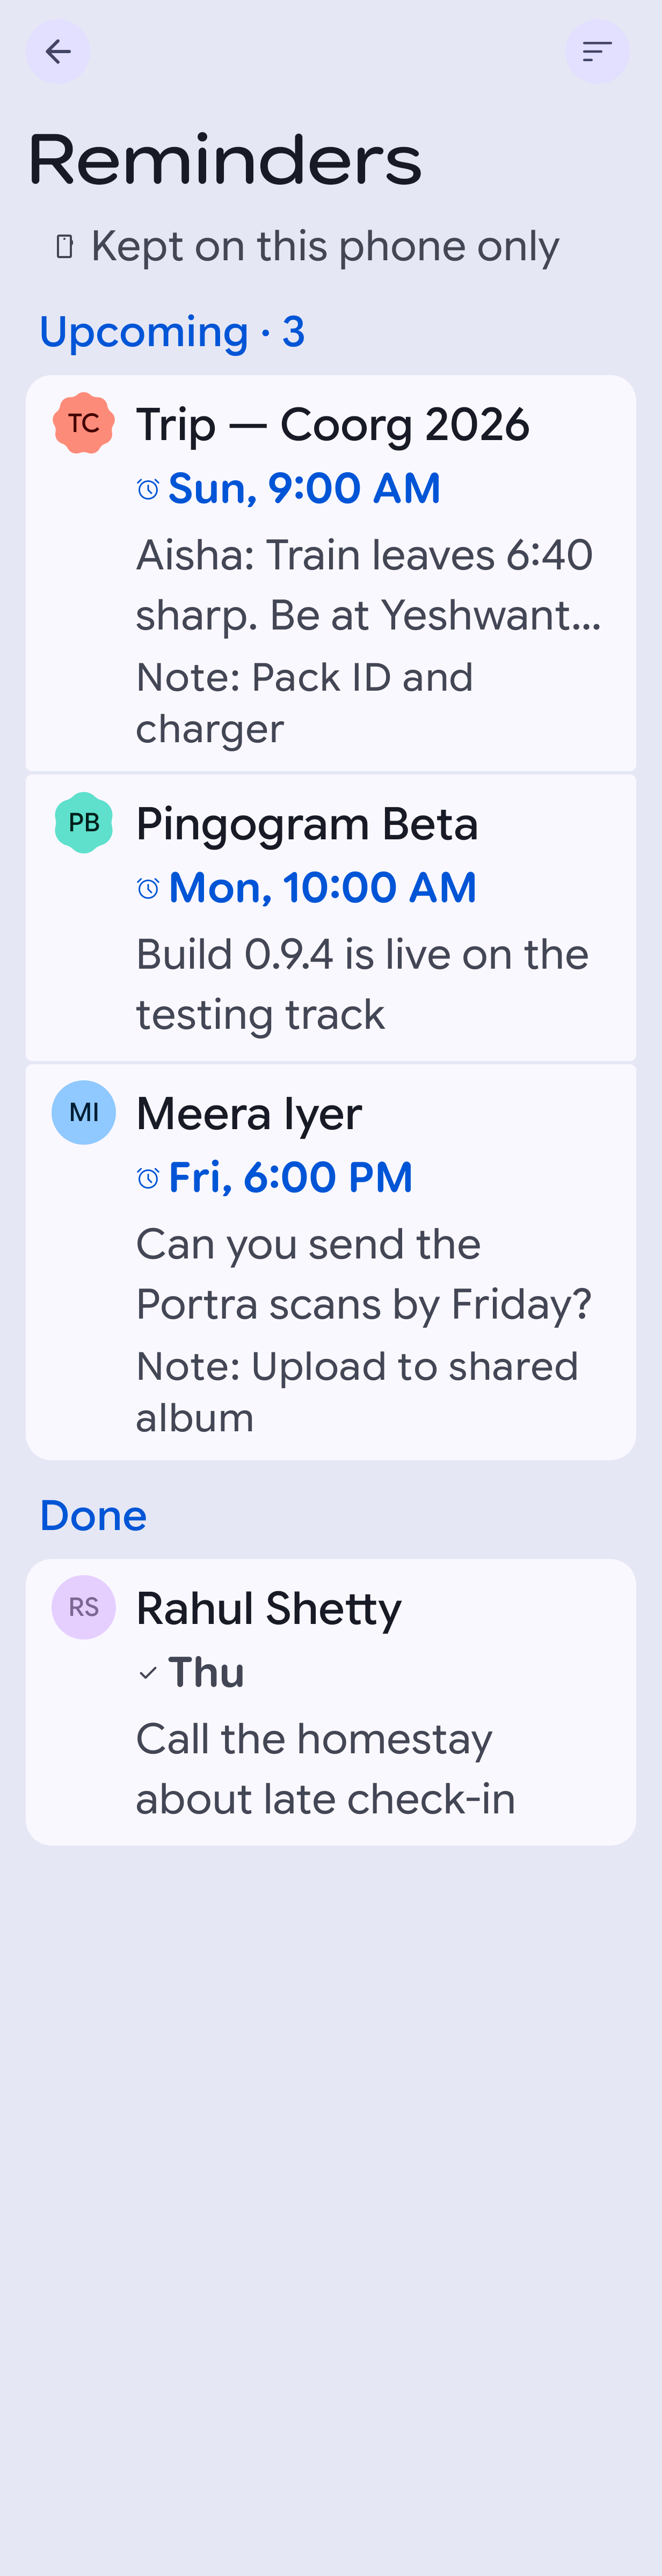 Reminders
Kept on this phone only
Upcoming · 3
TC
Trip — Coorg 2026
Sun, 9:00 AM
Aisha: Train leaves 6:40
sharp. Be at Yeshwant...
Note: Pack ID and
charger
PB
Pingogram Beta
Mon, 10:00 AM
Build 0.9.4 is live on the
testing track
MI
Meera Iyer
Fri, 6:00 PM
Can you send the
Portra scans by Friday?
Note: Upload to shared
album
Done
RS
Rahul Shetty
Thu
Call the homestay
about late check-in